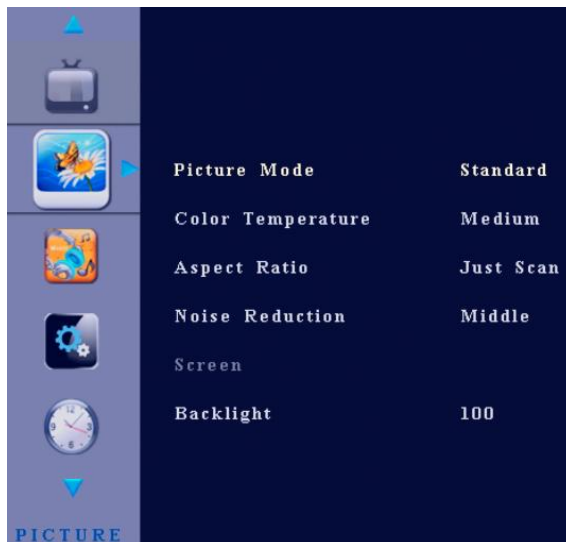 Picture Mode Standard
Color Temperature Medium
Aspect Ratio Just Scan
Noise Reduction Middle
Screen
Backlight 100
PICTURE